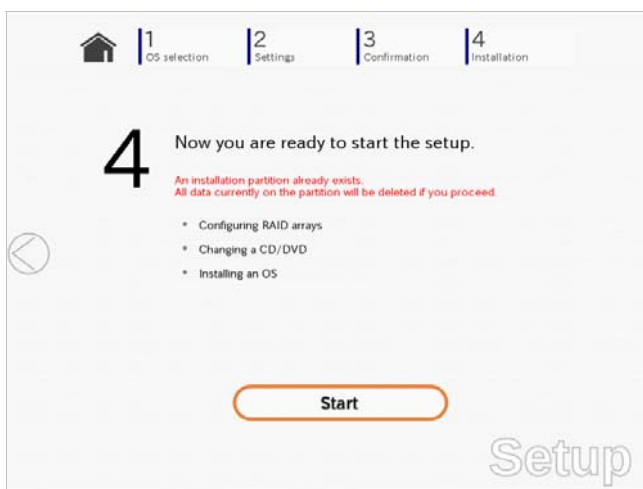 1
OS selection
2
Settings
3
Confirmation
4
Installation
4
Now you are ready to start the setup.
An installation partition already exists.
All data currently on the partition will be deleted if you proceed.
• Configuring RAID arrays
• Changing a CD/DVD
• Installing an OS
Start
Setup